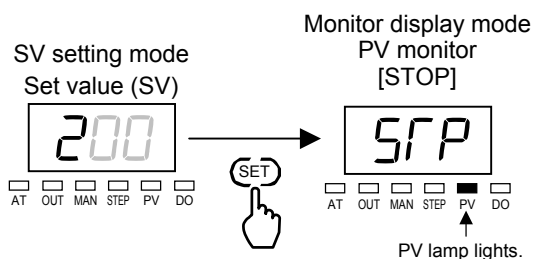 SV setting mode
Set value (SV)
200
AT OUT MAN STEP PV DO
SET
Monitor display mode
PV monitor
[STOP]
STP
AT OUT MAN STEP PV DO
PV lamp lights.